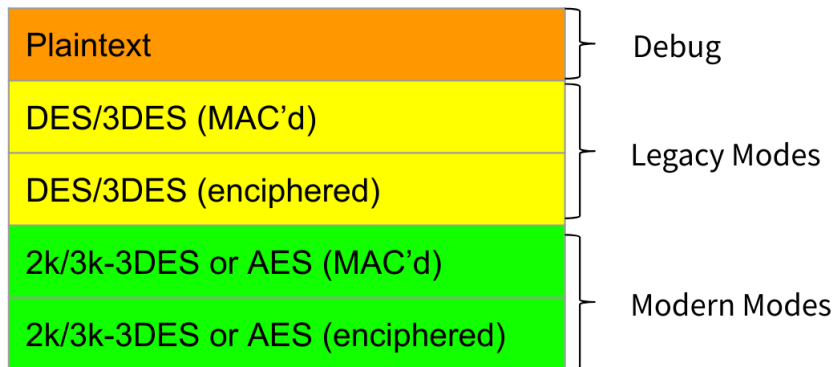 Plaintext
Debug
DES/3DES (MAC’d)
DES/3DES (enciphered)
Legacy Modes
2k/3k-3DES or AES (MAC’d)
2k/3k-3DES or AES (enciphered)
Modern Modes